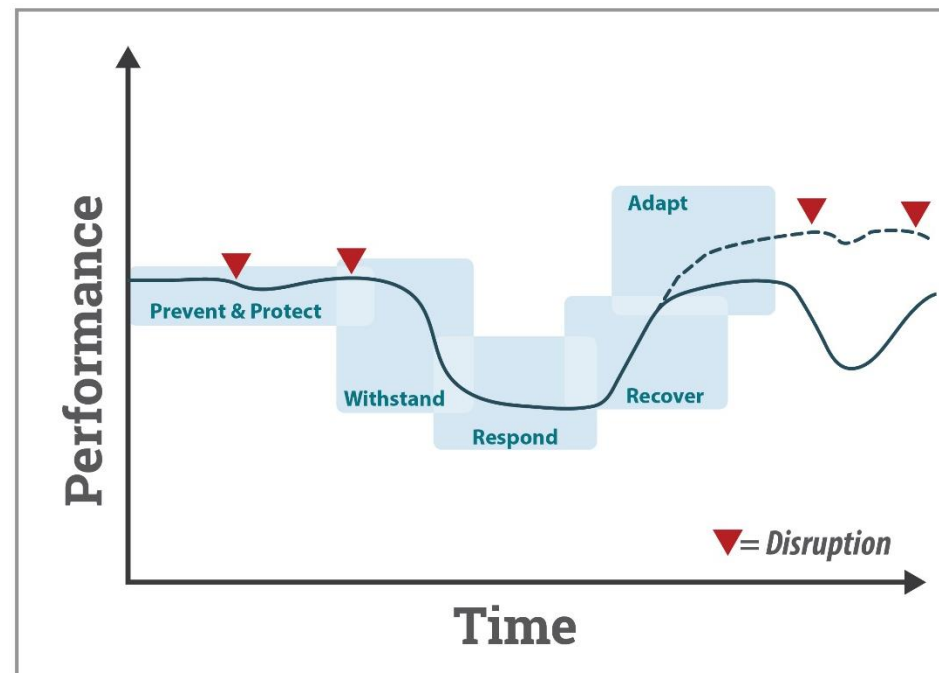 Performance
Adapt
Prevent & Protect
Withstand
Recover
Respond
= Disruption
Time